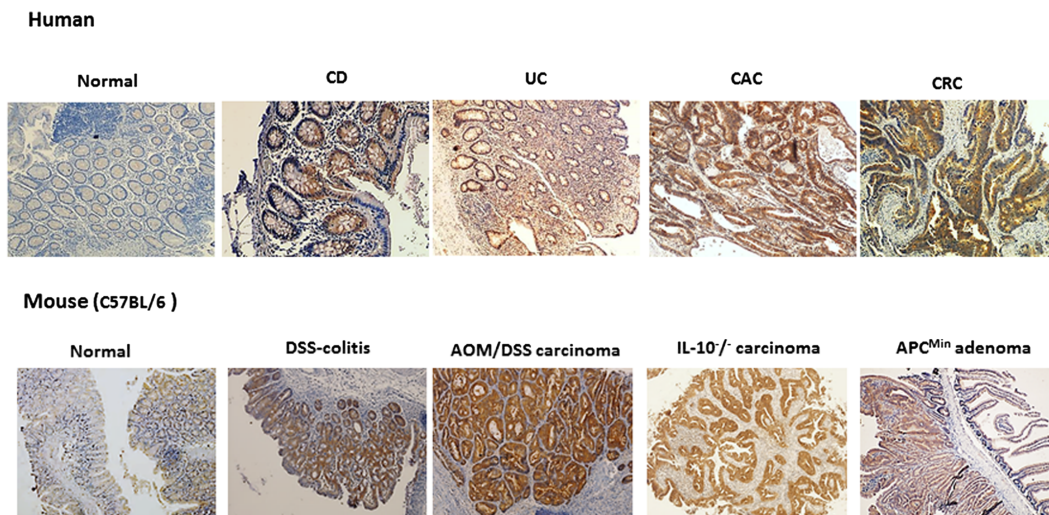 Human
Normal CD UC CAC CRC
Mouse (C57BL/6 )
Normal DSS-colitis AOM/DSS carcinoma IL-10⁻/⁻ carcinoma APCᴹⁱⁿ adenoma